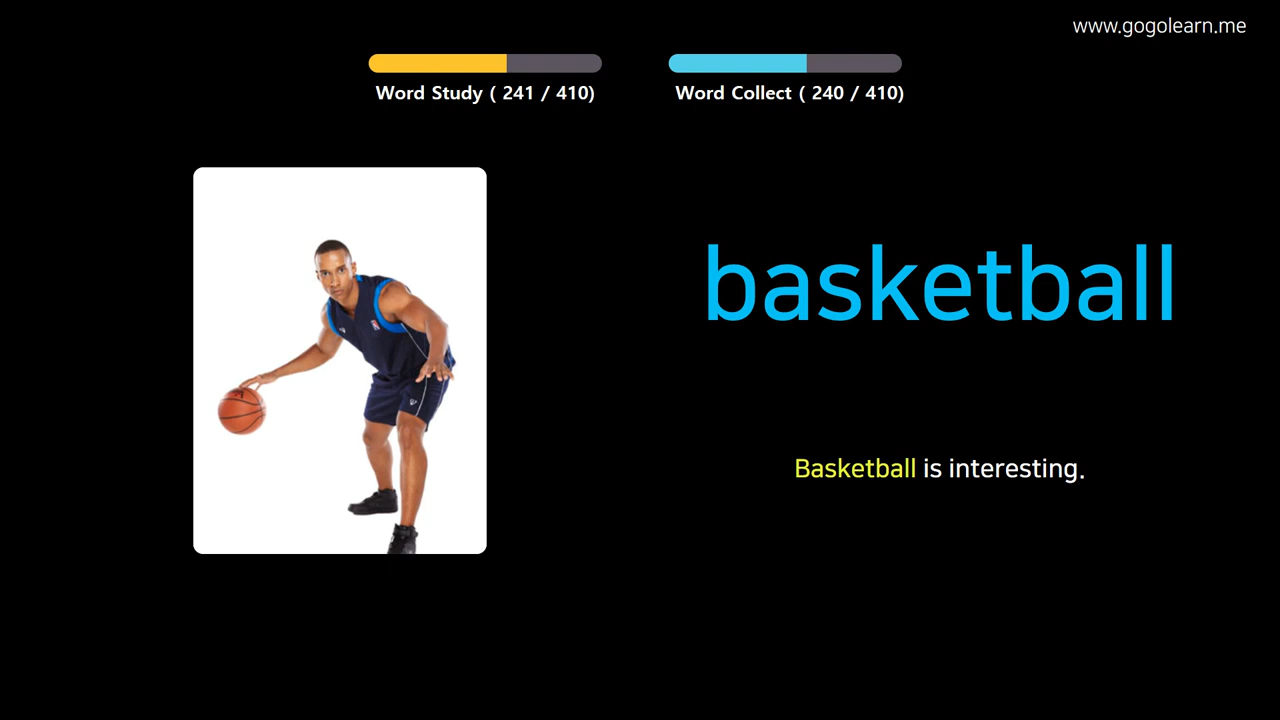 www.gogolearn.me
Word Study ( 241 / 410)
Word Collect ( 240 / 410)
basketball
Basketball is interesting.